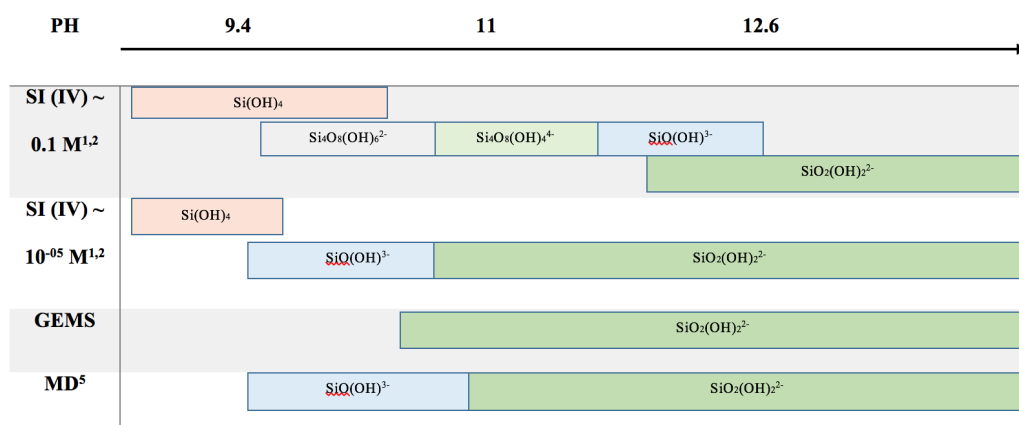 PH 9.4 11 12.6
SI (IV) ~
0.1 M¹,²
Si(OH)₄
Si₄O₈(OH)₆²⁻ Si₄O₈(OH)₄⁴⁻ SiO(OH)³⁻
SiO₂(OH)₂²⁻
SI (IV) ~
10⁻⁰⁵ M¹,²
Si(OH)₄
SiO(OH)³⁻ SiO₂(OH)₂²⁻
GEMS SiO₂(OH)₂²⁻
MD⁵ SiO(OH)³⁻ SiO₂(OH)₂²⁻